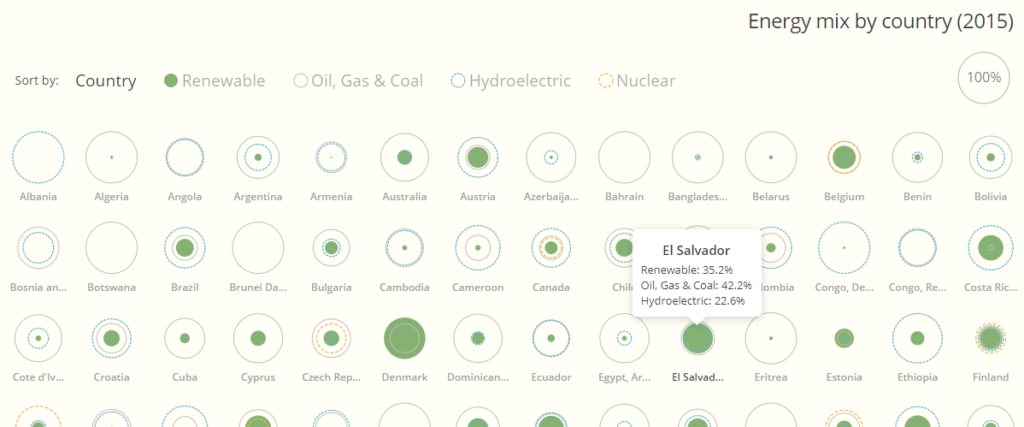 Energy mix by country (2015)
Sort by: Country Renewable Oil, Gas & Coal Hydroelectric Nuclear 100%
Albania Algeria Angola Argentina Armenia Australia Austria Azerbaija... Bahrain Banglades... Belarus Belgium Benin Bolivia
El Salvador
Renewable: 35.2%
Oil, Gas & Coal: 42.2%
Hydroelectric: 22.6%
Bosnia an... Botswana Brazil Brunei Da... Bulgaria Cambodia Cameroon Canada Congo, De... Congo, Re... Costa Ric...
Cote d'Iv... Croatia Cuba Cyprus Czech Rep... Denmark Dominican... Ecuador Egypt, Ar... El Salvad... Eritrea Estonia Ethiopia Finland